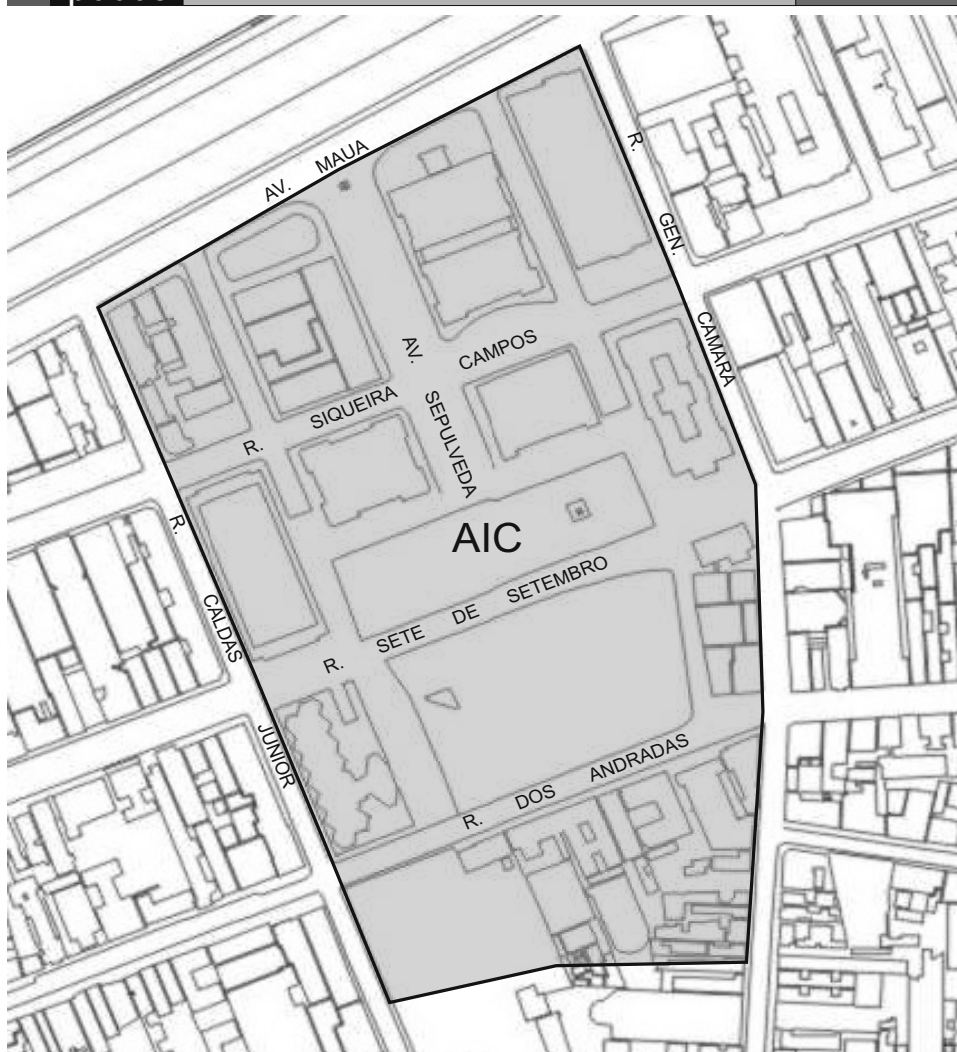 AV. MAUA
R. GEN. CAMARA
AV. SEPULVEDA
R. SIQUEIRA CAMPOS
AIC
R. SETE DE SETEMBRO
R. CALDAS JUNIOR
R. DOS ANDRADAS